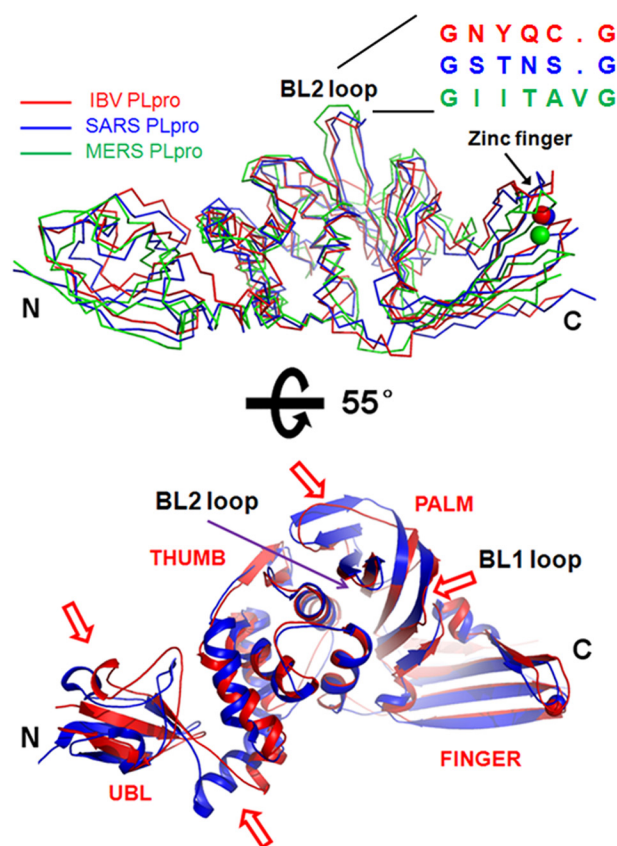 G N Y Q C . G
G S T N S . G
G I I T A V G
BL2 loop
IBV PLpro
SARS PLpro
MERS PLpro
Zinc finger
N
C
55°
BL2 loop
PALM
THUMB
BL1 loop
C
N
UBL
FINGER